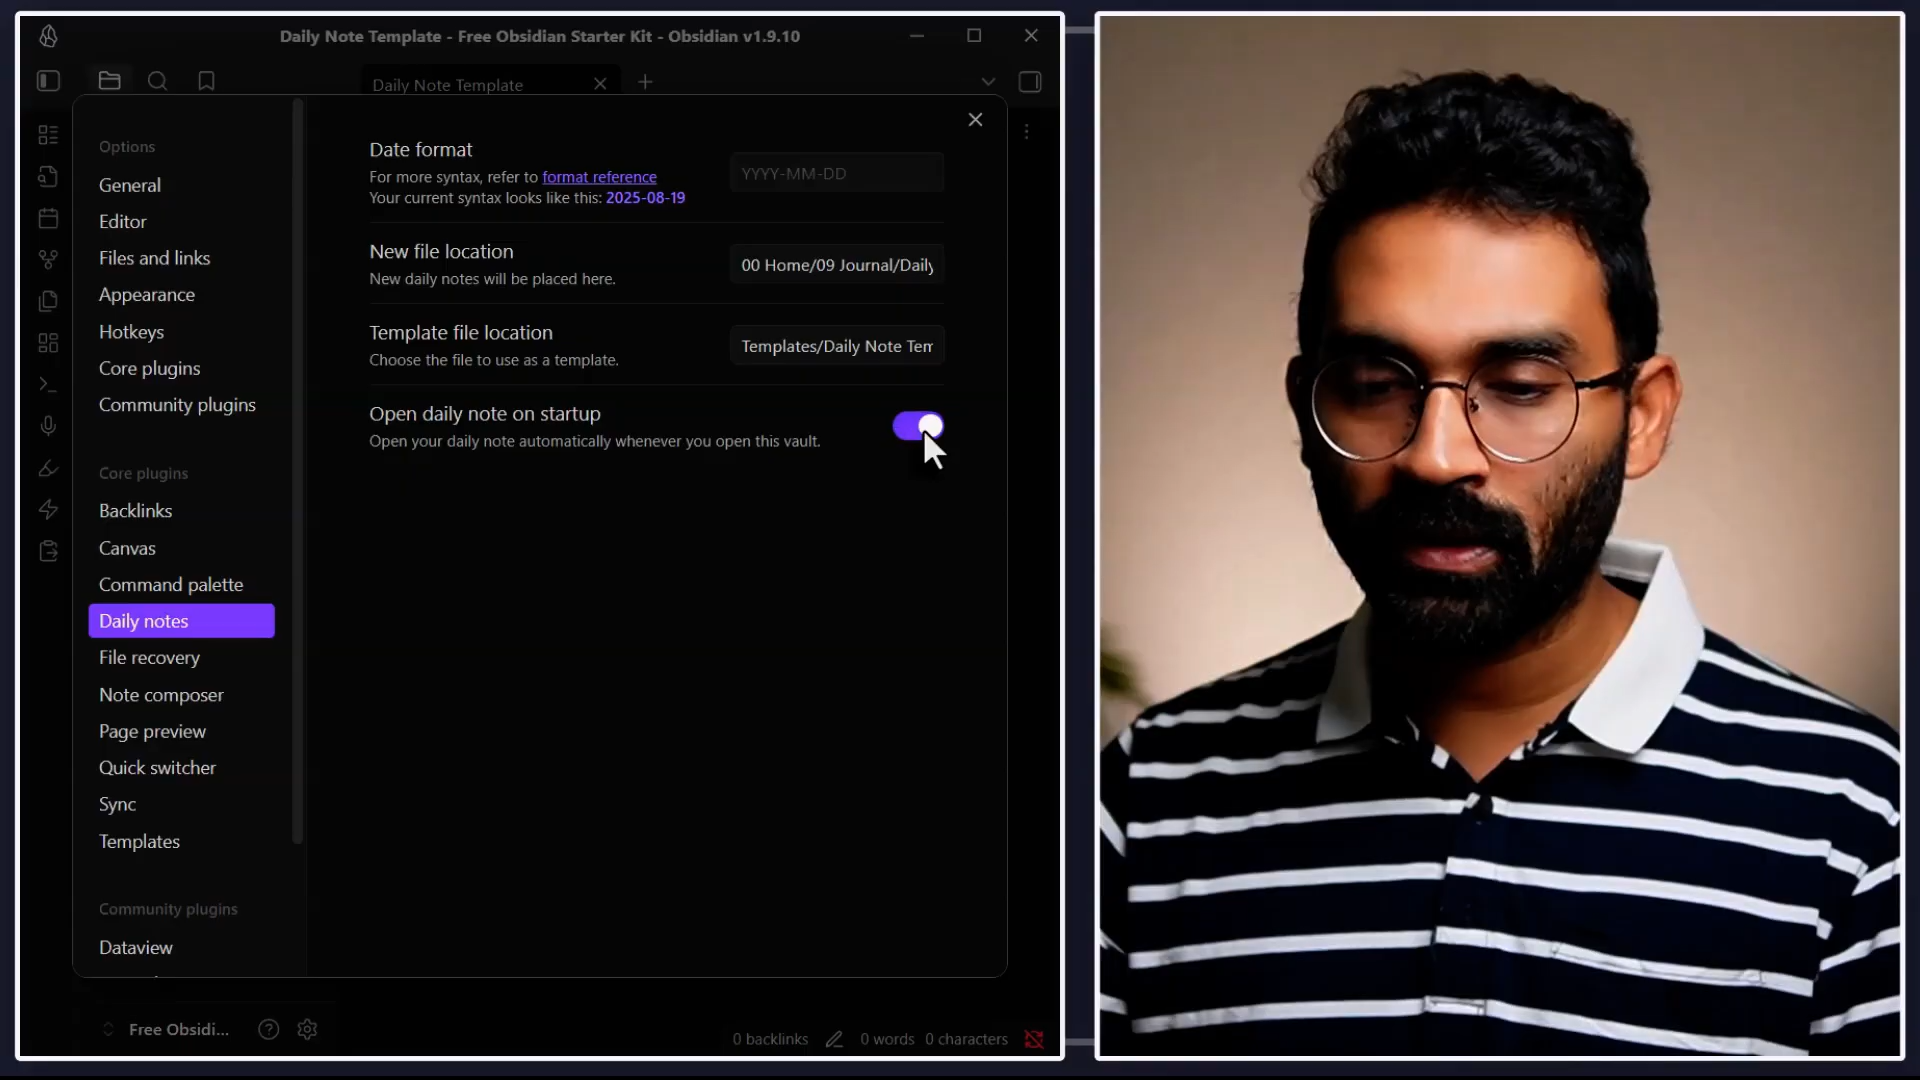 Daily Note Template - Free Obsidian Starter Kit - Obsidian v1.9.10
Daily Note Template
Options
General
Editor
Files and links
Appearance
Hotkeys
Core plugins
Community plugins
Core plugins
Backlinks
Canvas
Command palette
Daily notes
File recovery
Note composer
Page preview
Quick switcher
Sync
Templates
Community plugins
Dataview
Date format
For more syntax, refer to format reference
Your current syntax looks like this: 2025-08-19
YYYY-MM-DD
New file location
New daily notes will be placed here.
00 Home/09 Journal/Daily
Template file location
Choose the file to use as a template.
Templates/Daily Note Tem
Open daily note on startup
Open your daily note automatically whenever you open this vault.
Free Obsidi...
0 backlinks
0 words
0 characters